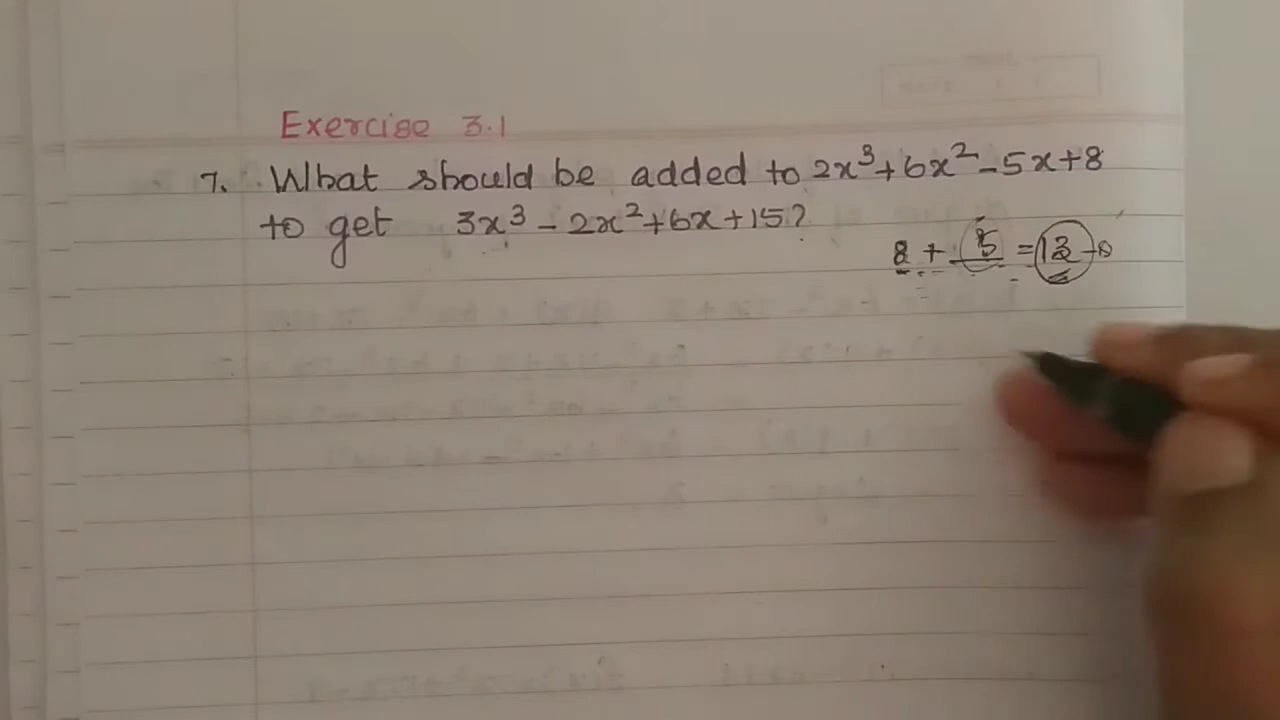 Exercise 3.1
7. What should be added to 2x³+6x²-5x+8
to get 3x³-2x²+6x+15?
8 + 5 = 13-8